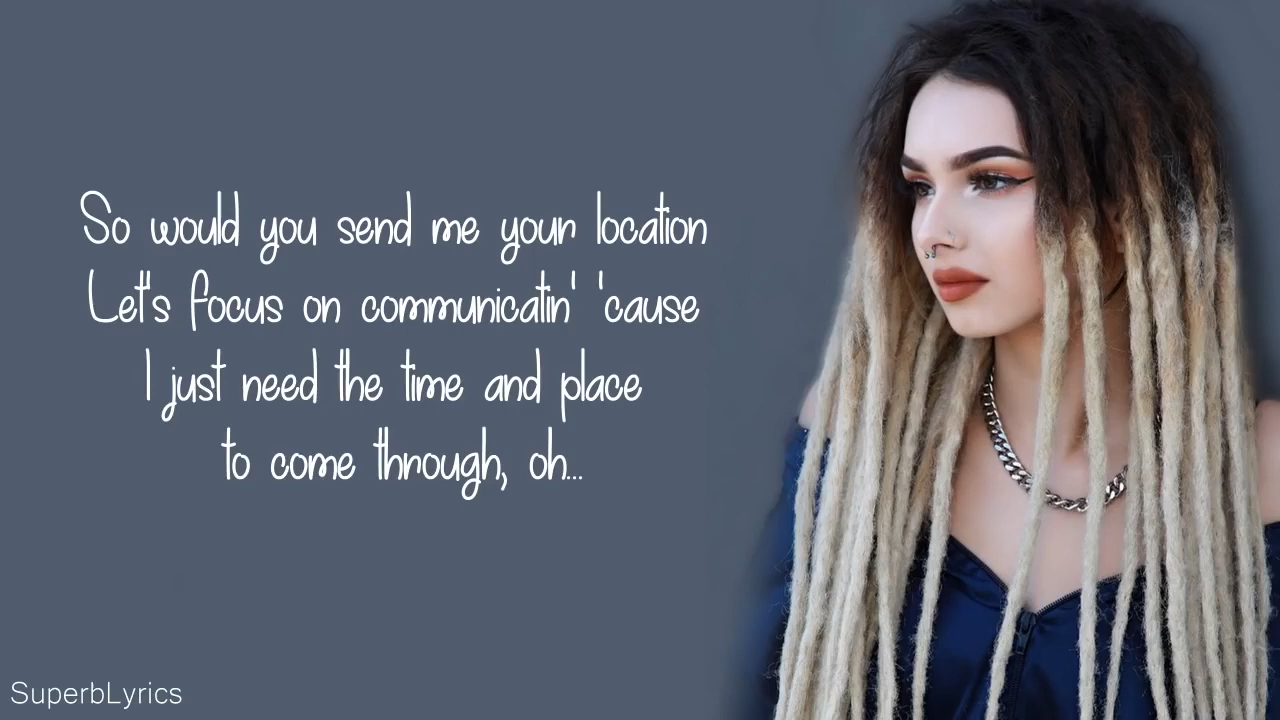 So would you send me your location
Let's focus on communicatin' 'cause
I just need the time and place
to come through, oh...
SuperbLyrics